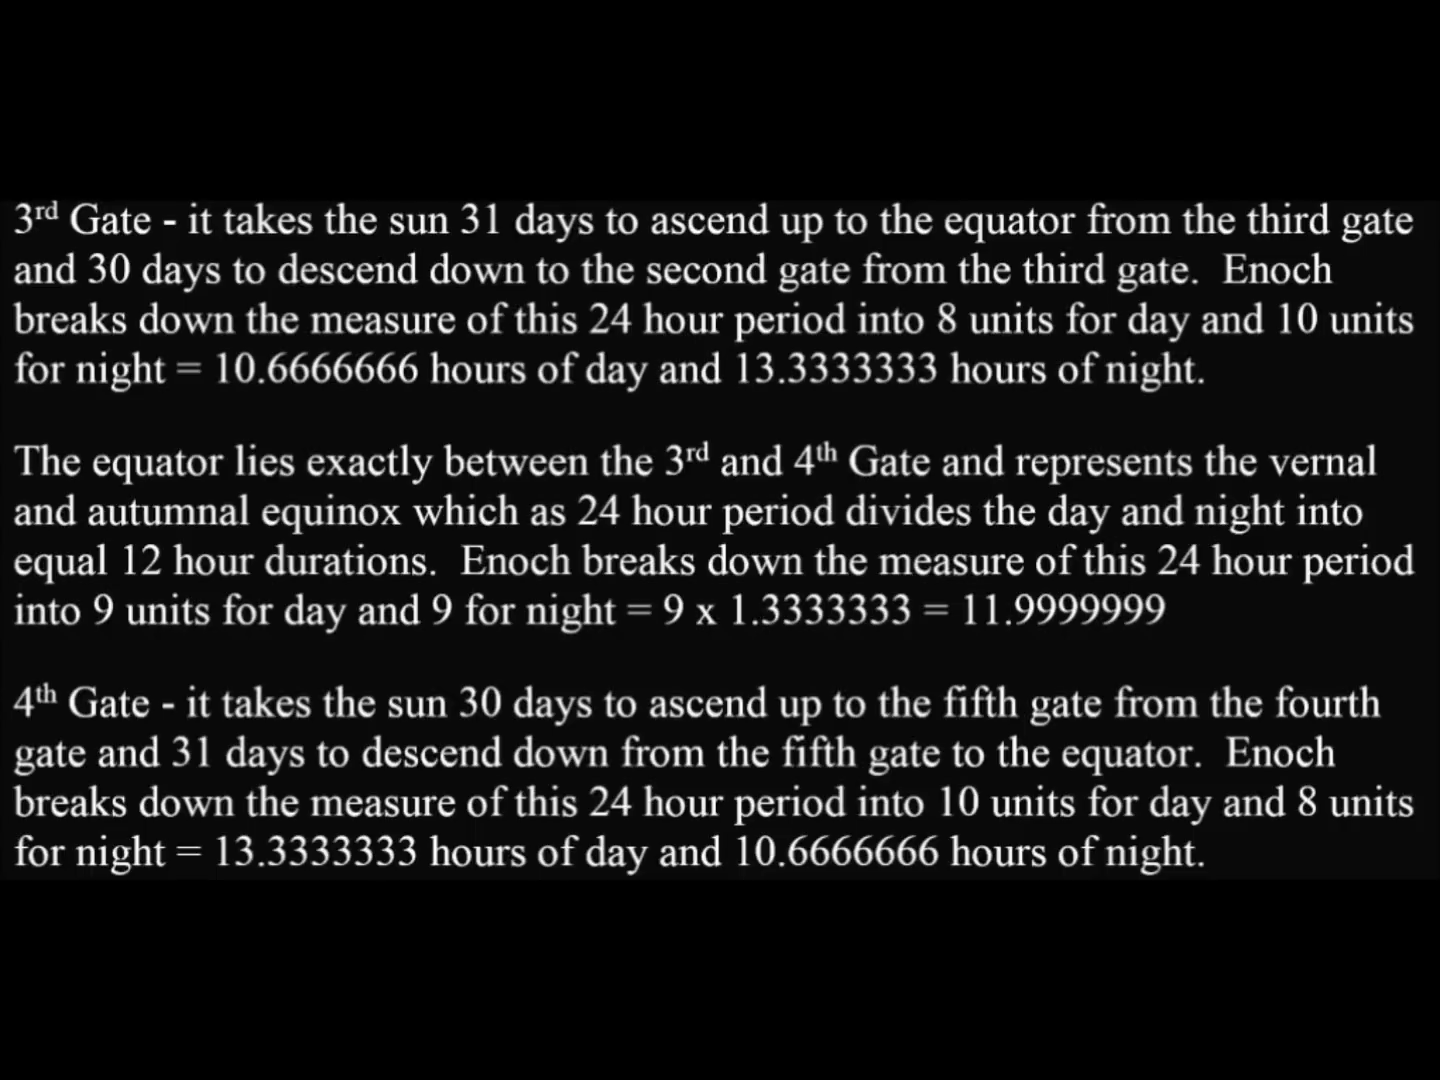 3rd Gate - it takes the sun 31 days to ascend up to the equator from the third gate
and 30 days to descend down to the second gate from the third gate.  Enoch
breaks down the measure of this 24 hour period into 8 units for day and 10 units
for night = 10.6666666 hours of day and 13.3333333 hours of night.
The equator lies exactly between the 3rd and 4th Gate and represents the vernal
and autumnal equinox which as 24 hour period divides the day and night into
equal 12 hour durations.  Enoch breaks down the measure of this 24 hour period
into 9 units for day and 9 for night = 9 x 1.3333333 = 11.9999999
4th Gate - it takes the sun 30 days to ascend up to the fifth gate from the fourth
gate and 31 days to descend down from the fifth gate to the equator.  Enoch
breaks down the measure of this 24 hour period into 10 units for day and 8 units
for night = 13.3333333 hours of day and 10.6666666 hours of night.